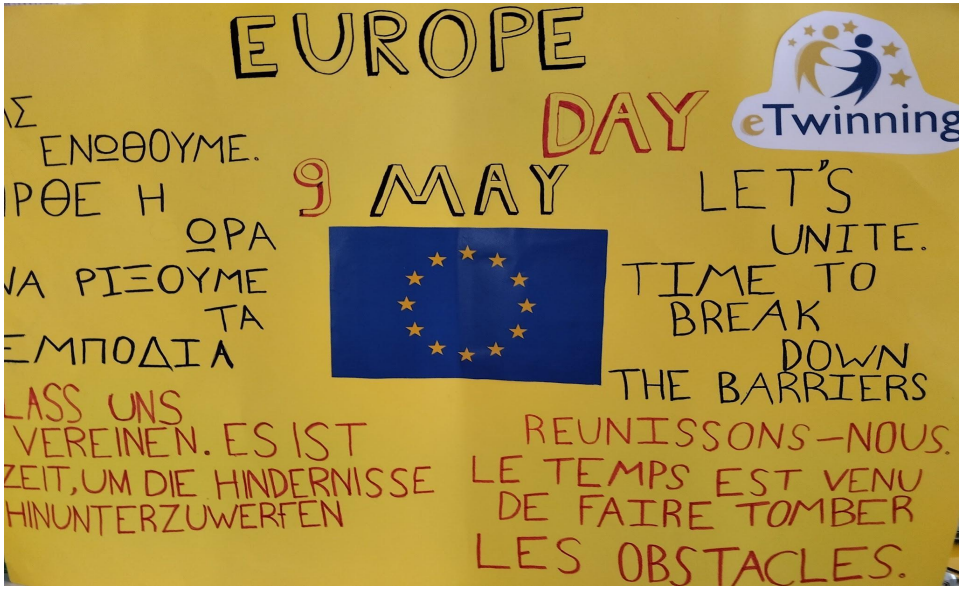 EUROPE
DAY
9 MAY
eTwinning
ΑΣ
ΕΝΩΘΟΥΜΕ.
ΗΡΘΕ Η
ΩΡΑ
ΝΑ ΡΙΞΟΥΜΕ
ΤΑ
ΕΜΠΟΔΙΑ
LET'S
UNITE.
TIME TO
BREAK
DOWN
THE BARRIERS
LASS UNS
VEREINEN. ES IST
ZEIT, UM DIE HINDERNISSE
HINUNTERZUWERFEN
REUNISSONS-NOUS.
LE TEMPS EST VENU
DE FAIRE TOMBER
LES OBSTACLES.